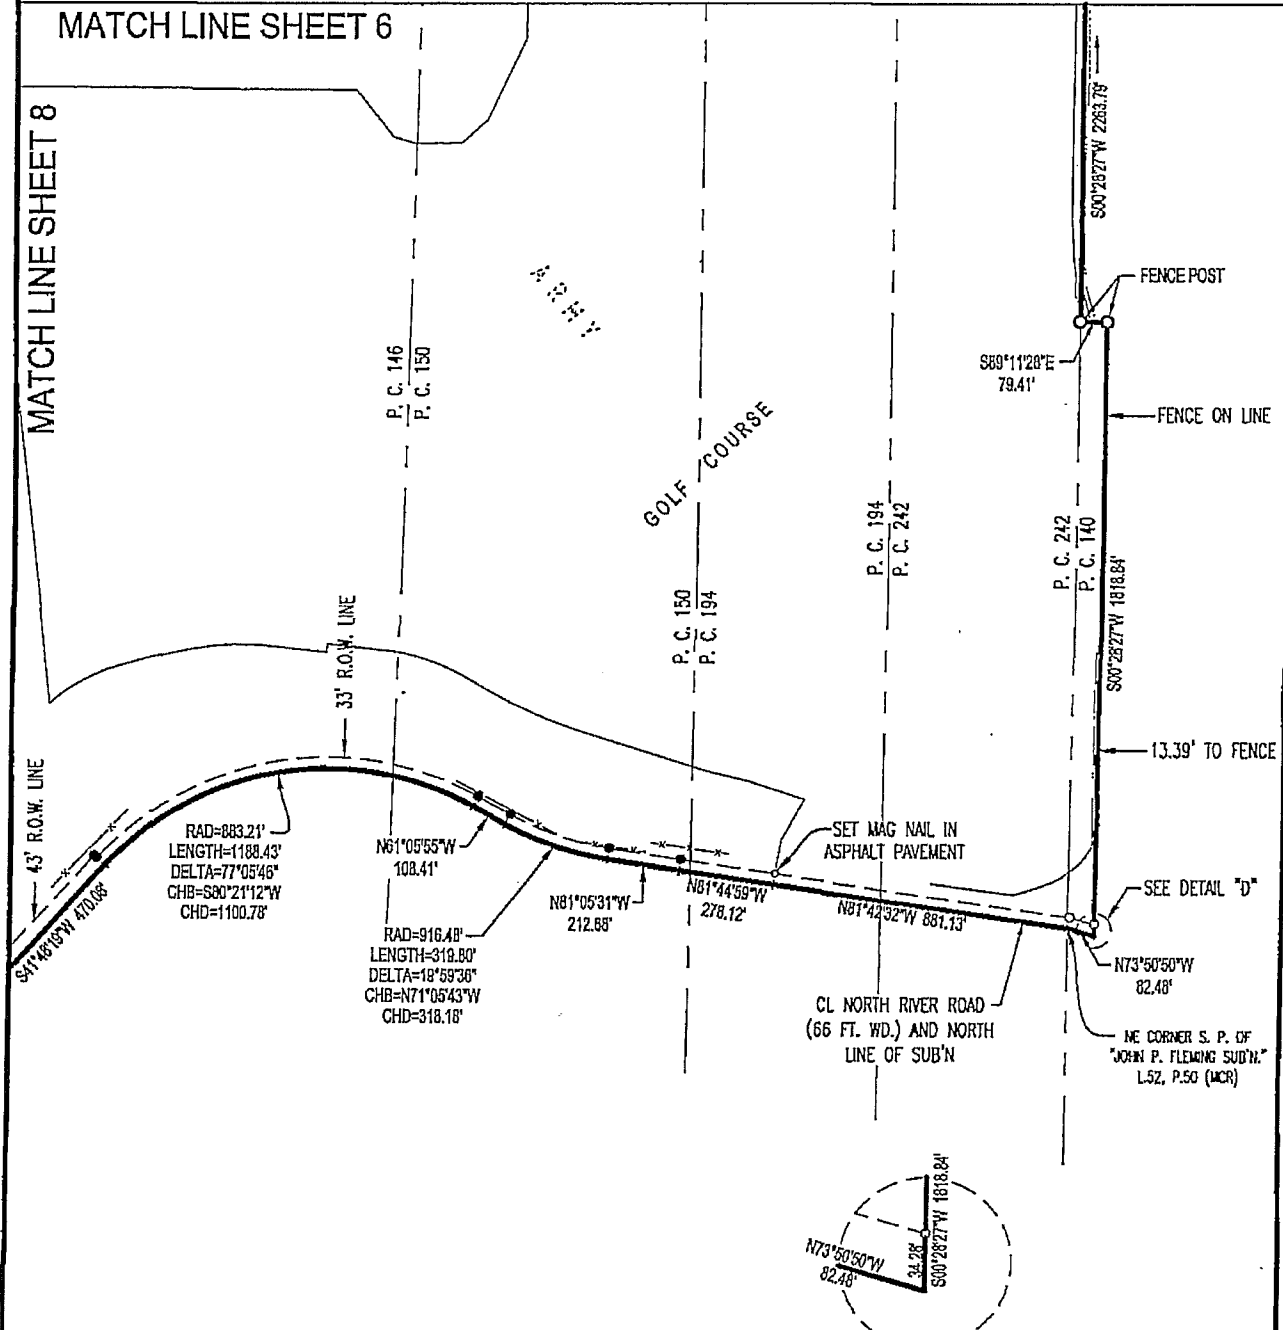 MATCH LINE SHEET 6
MATCH LINE SHEET 8
S00°28'27"W 2263.79'
ARMY
FENCE POST
P. C. 146
P. C. 150
S89°11'28"E
79.41'
FENCE ON LINE
GOLF COURSE
P. C. 194
P. C. 242
P. C. 242
P. C. 140
S00°28'27"W 1818.84'
P. C. 150
P. C. 194
33' R.O.W. LINE
13.39' TO FENCE
43' R.O.W. LINE
RAD=883.21'
LENGTH=1188.43'
DELTA=77°05'46"
CHB=S80°21'12"W
CHD=1100.78'
N61°05'55"W
108.41'
SET MAG NAIL IN
ASPHALT PAVEMENT
S41°48'19"W 470.08'
N81°05'31"W
212.88'
N81°44'59"W
278.12'
N81°42'32"W 881.13'
SEE DETAIL "D"
RAD=916.48'
LENGTH=319.80'
DELTA=19°59'36"
CHB=N71°05'43"W
CHD=318.18'
N73°50'50"W
82.48'
CL NORTH RIVER ROAD
(66 FT. WD.) AND NORTH
LINE OF SUB'N
NE CORNER S. P. OF
"JOHN P. FLEMING SUB'N."
L.52, P.50 (MCR)
N73°50'50"W
82.48'
34.28'
S00°28'27"W 1818.84'